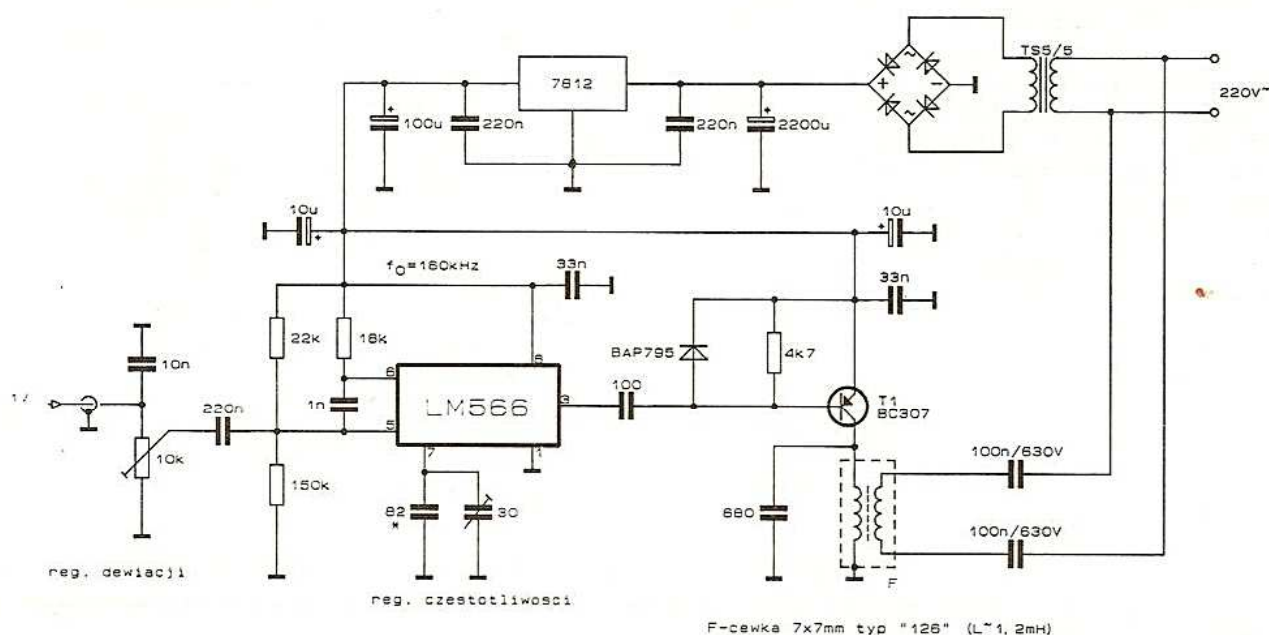 TS5/5
7812
220V~
100u
220n
220n
2200u
10u
10u
f₀=160kHz
33n
33n
22k
18k
BAP795
4k7
10n
8
6
1n
LM566
3
100
T1
BC307
220n
5
7
1
10k
150k
82
*
30
680
100n/630V
100n/630V
F
reg. dewiacji
reg. czestotliwosci
F-cewka 7x7mm typ "126" (L~1,2mH)